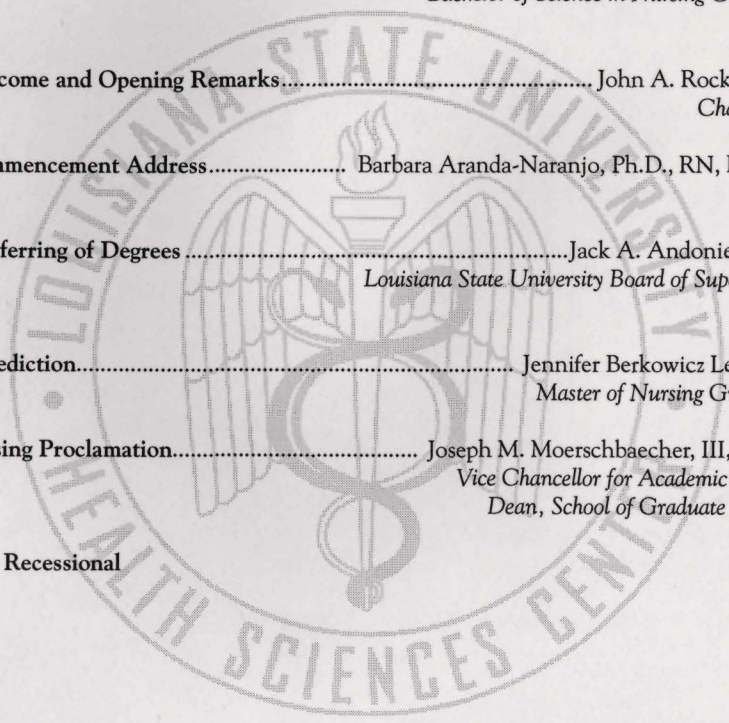 Bachelor of Science in Nursing G
come and Opening Remarks.............................................. John A. Rock
Cha
mmencement Address...................... Barbara Aranda-Naranjo, Ph.D., RN,
ferring of Degrees ..............................................................Jack A. Andonie
Louisiana State University Board of Sup
ediction.................................................................. Jennifer Berkowicz Le
Master of Nursing G
sing Proclamation..................................... Joseph M. Moerschbaecher, III,
Vice Chancellor for Academic
Dean, School of Graduate
Recessional
LOUISIANA STATE UNIVERSITY
HEALTH SCIENCES CENTER